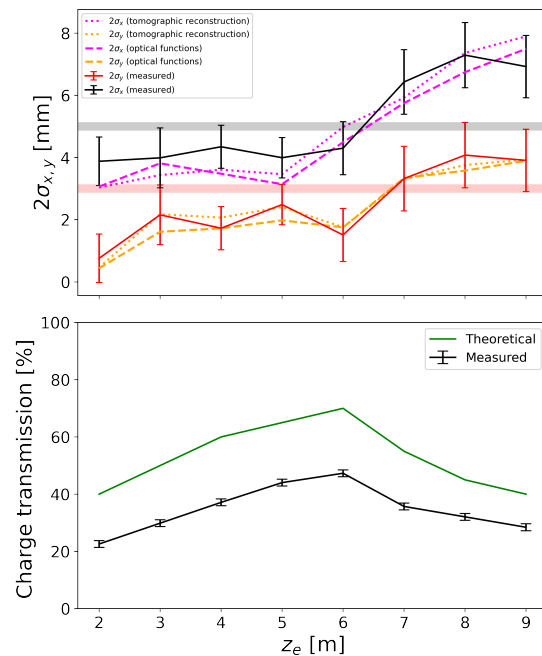 8
6
4
2
0
2σx,y [mm]
2σx (tomographic reconstruction)
2σy (tomographic reconstruction)
2σx (optical functions)
2σy (optical functions)
2σy (measured)
2σx (measured)
100
80
60
40
20
0
Charge transmission [%]
Theoretical
Measured
2 3 4 5 6 7 8 9
ze [m]